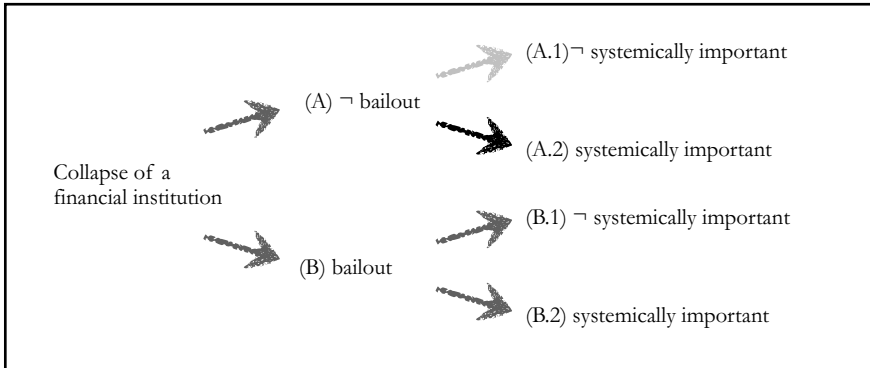 (A.1)¬ systemically important
(A) ¬ bailout
(A.2) systemically important
Collapse of a
financial institution
(B.1) ¬ systemically important
(B) bailout
(B.2) systemically important